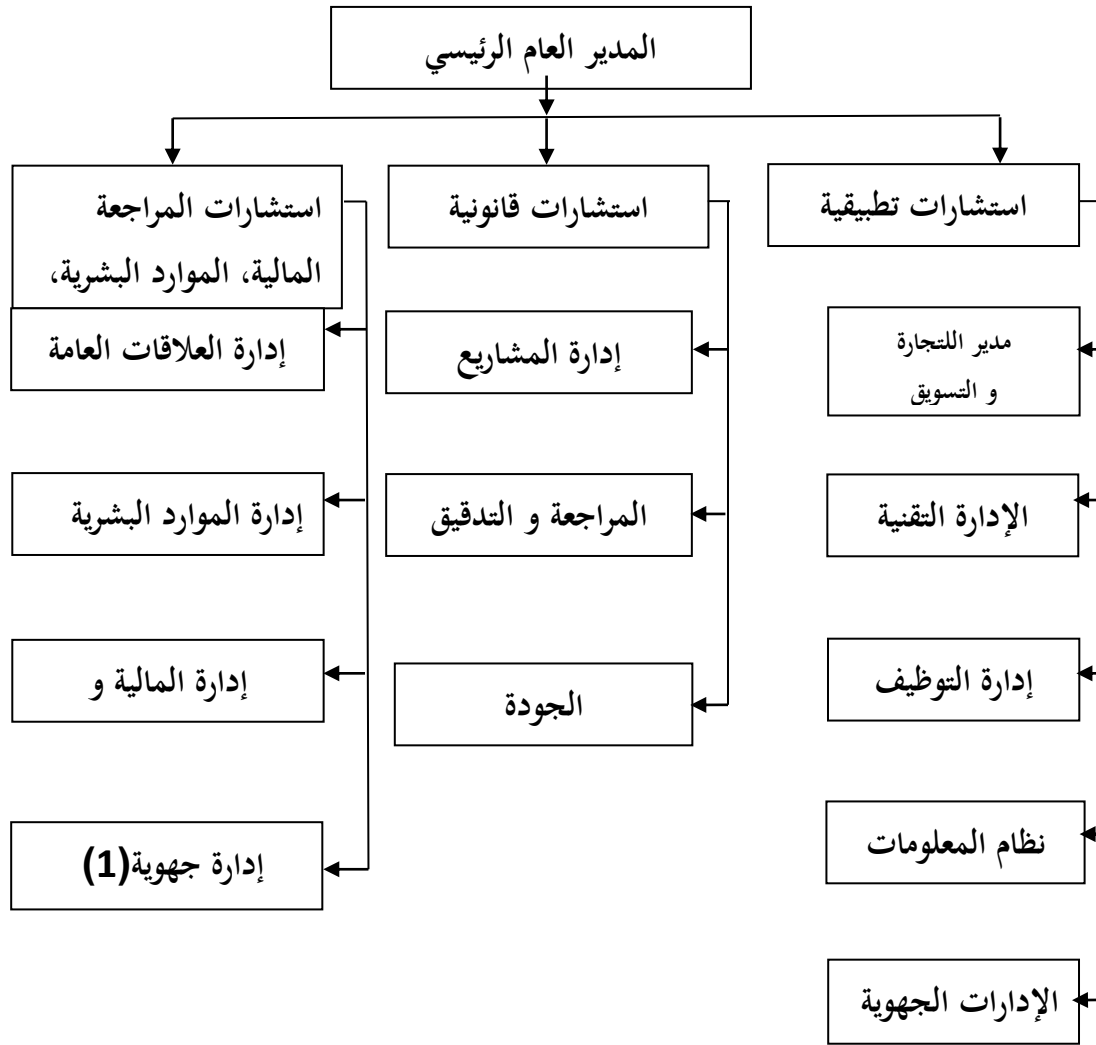 المدير العام الرئيسي
استشارات تطبيقية
استشارات قانونية
استشارات المراجعة
المالية، الموارد البشرية،
مدير اللتجارة
و التسويق
إدارة المشاريع
إدارة العلاقات العامة
الإدارة التقنية
المراجعة و التدقيق
إدارة الموارد البشرية
إدارة التوظيف
الجودة
إدارة المالية و
نظام المعلومات
إدارة جهوية(1)
الإدارات الجهوية